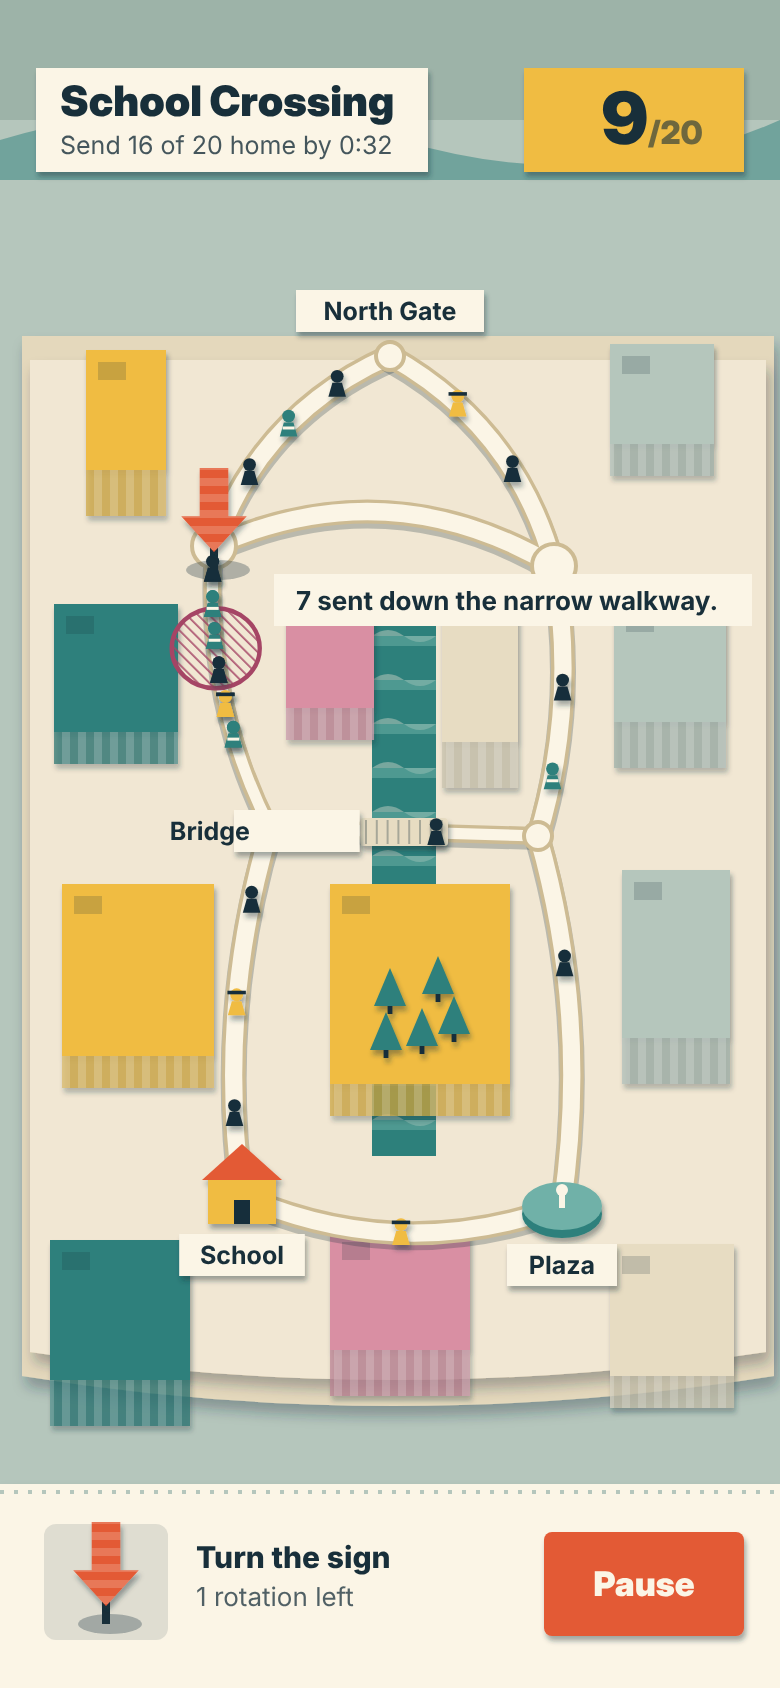 School Crossing
Send 16 of 20 home by 0:32
9/20
North Gate
7 sent down the narrow walkway.
Bridge
School
Plaza
Turn the sign
1 rotation left
Pause